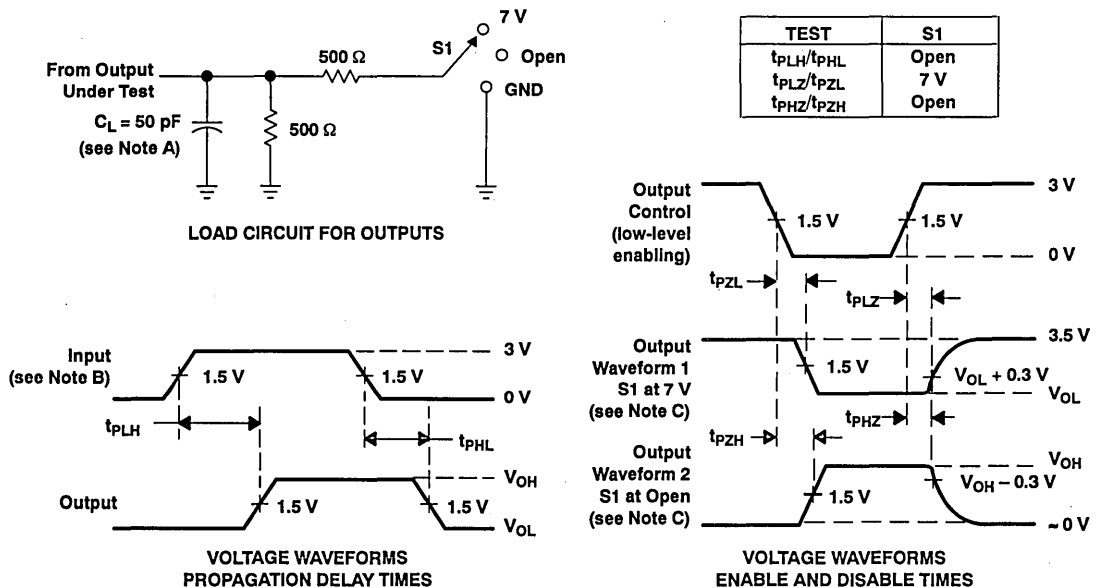 7 V
S1
Open
GND
500 Ω
From Output
Under Test
C_L = 50 pF
(see Note A)
500 Ω
LOAD CIRCUIT FOR OUTPUTS
TEST S1
t_PLH/t_PHL Open
t_PLZ/t_PZL 7 V
t_PHZ/t_PZH Open
Input
(see Note B)
1.5 V
1.5 V
3 V
0 V
t_PLH
t_PHL
Output
1.5 V
1.5 V
V_OH
V_OL
VOLTAGE WAVEFORMS
PROPAGATION DELAY TIMES
Output
Control
(low-level
enabling)
1.5 V
1.5 V
3 V
0 V
t_PZL
t_PLZ
Output
Waveform 1
S1 at 7 V
(see Note C)
1.5 V
3.5 V
V_OL + 0.3 V
V_OL
t_PHZ
t_PZH
Output
Waveform 2
S1 at Open
(see Note C)
1.5 V
V_OH
V_OH – 0.3 V
~ 0 V
VOLTAGE WAVEFORMS
ENABLE AND DISABLE TIMES